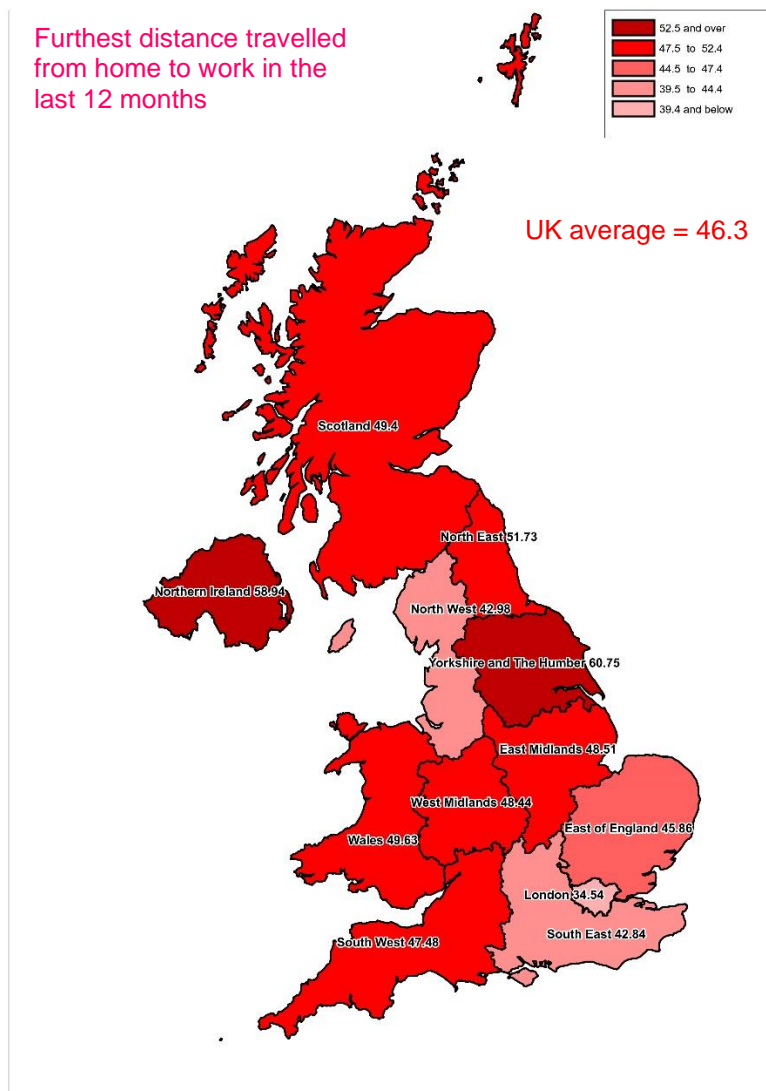 Furthest distance travelled
from home to work in the
last 12 months
52.5 and over
47.5 to 52.4
44.5 to 47.4
39.5 to 44.4
39.4 and below
UK average = 46.3
Scotland 49.4
North East 51.73
Northern Ireland 58.94
North West 42.98
Yorkshire and The Humber 60.75
East Midlands 48.51
West Midlands 48.44
East of England 45.86
Wales 49.63
London 34.54
South East 42.84
South West 47.48